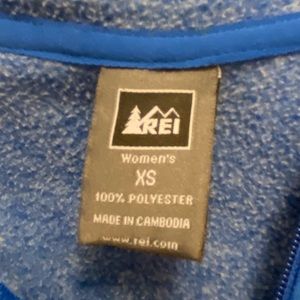 REI
Women's
XS
100% POLYESTER
MADE IN CAMBODIA
www.rei.com